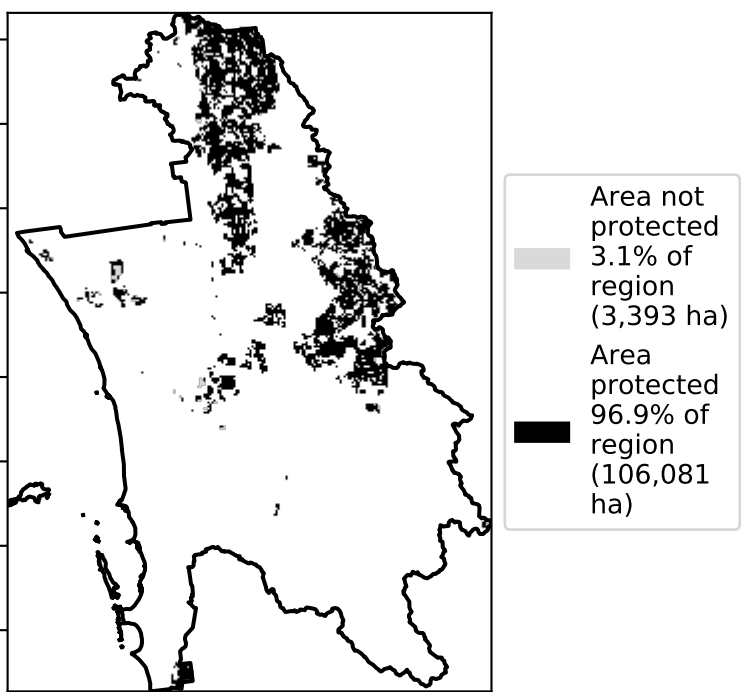 Area not
protected
3.1% of
region
(3,393 ha)
Area
protected
96.9% of
region
(106,081
ha)